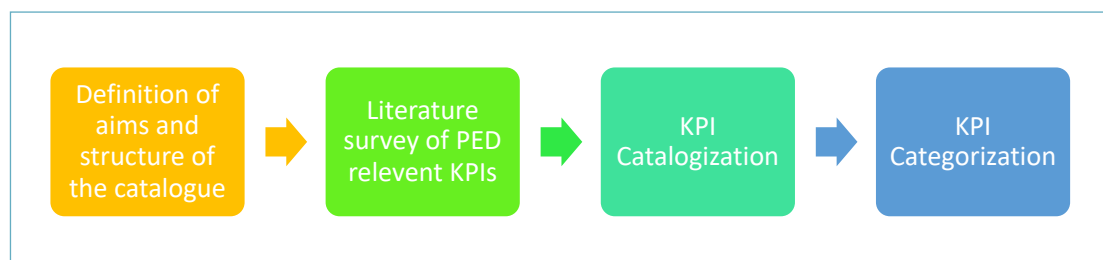 Definition of
aims and
structure of
the catalogue
Literature
survey of PED
relevent KPIs
KPI
Catalogization
KPI
Categorization